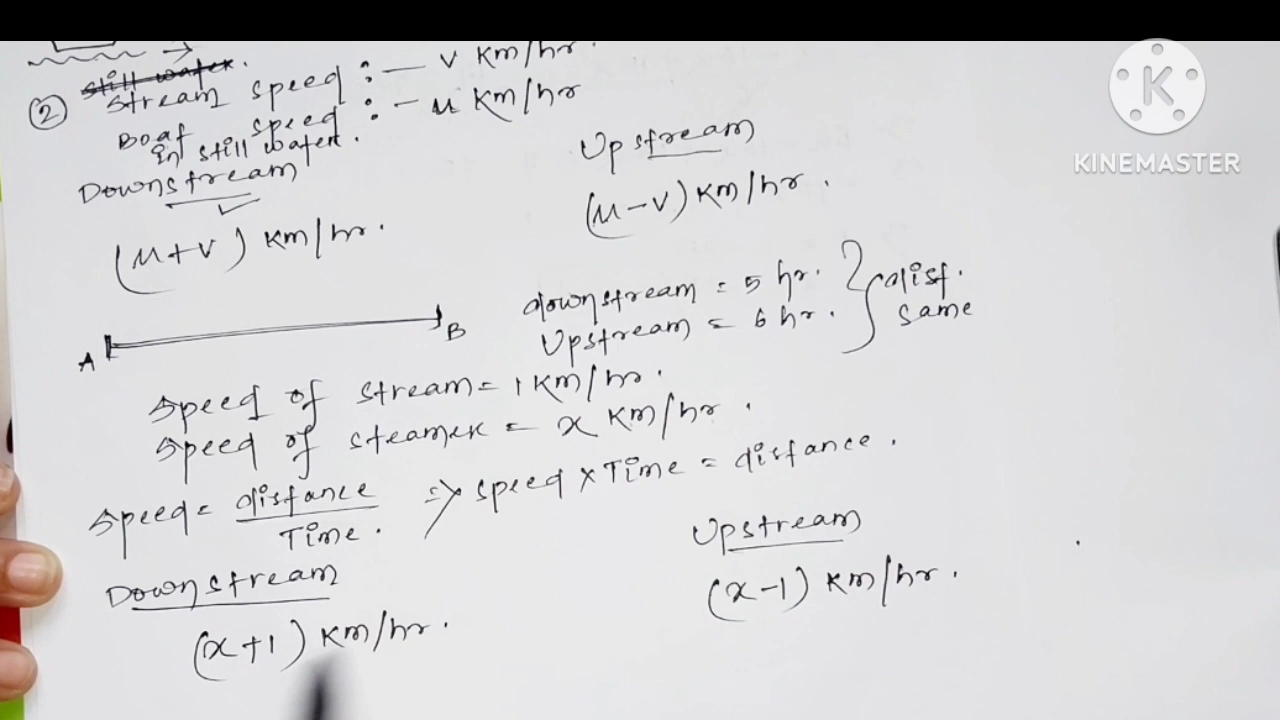 still water.
② Stream speed : – v km/hr.
Boat speed : – u km/hr
in still water.
Downstream
Upstream
(u+v) km/hr.
(u-v) km/hr.
A B
downstream = 5 hr.
Upstream = 6 hr.
dist.
same
Speed of stream = 1 km/hr.
Speed of steamer = x km/hr.
Speed = distance / Time. => speed x Time = distance.
Downstream
Upstream
(x+1) km/hr.
(x-1) km/hr.
K
KINEMASTER